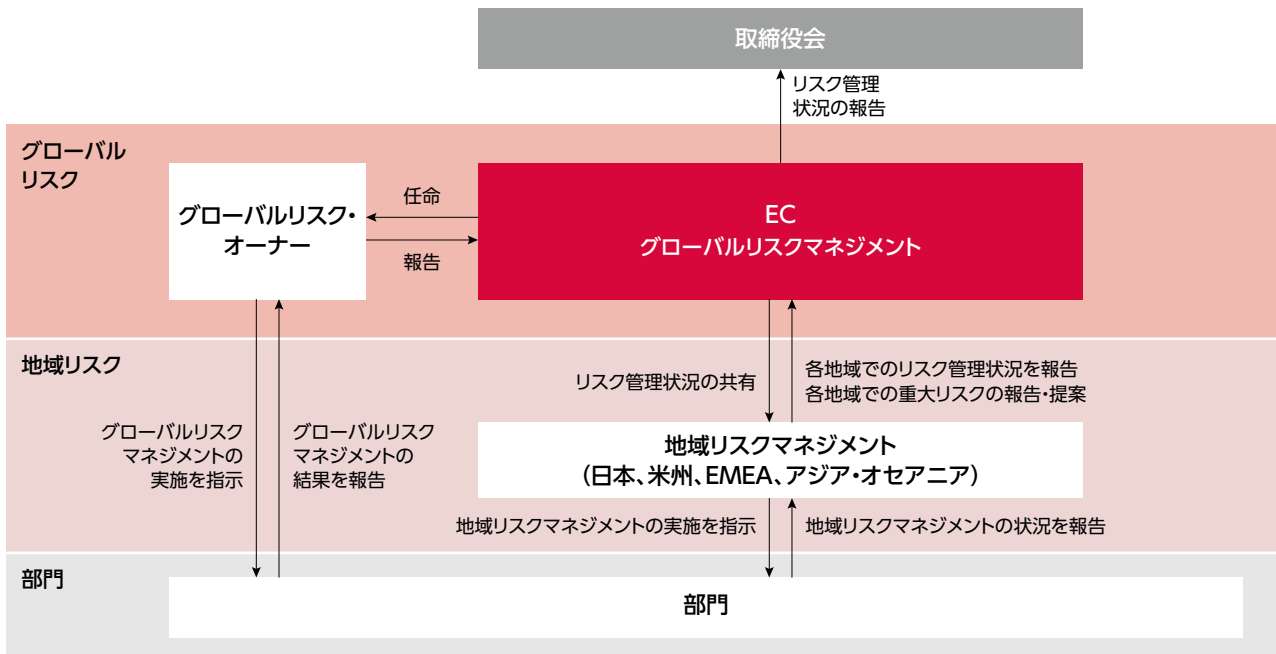 取締役会
リスク管理
状況の報告
グローバル
リスク
グローバルリスク・
オーナー
任命
報告
EC
グローバルリスクマネジメント
地域リスク
リスク管理状況の共有
各地域でのリスク管理状況を報告
各地域での重大リスクの報告・提案
グローバルリスク
マネジメントの
実施を指示
グローバルリスク
マネジメントの
結果を報告
地域リスクマネジメント
（日本、米州、EMEA、アジア・オセアニア）
地域リスクマネジメントの実施を指示
地域リスクマネジメントの状況を報告
部門
部門